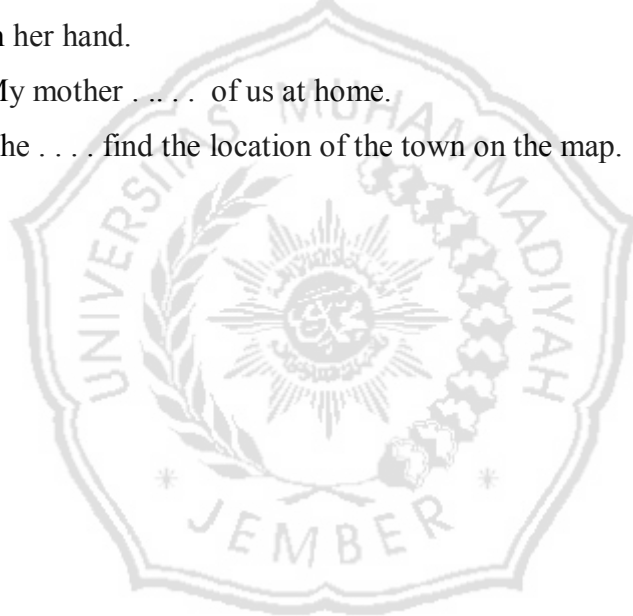 her hand.
My mother . .. . . of us at home.
he . . . . find the location of the town on the map.
UNIVERSITAS MUHAMMADIYAH
JEMBER